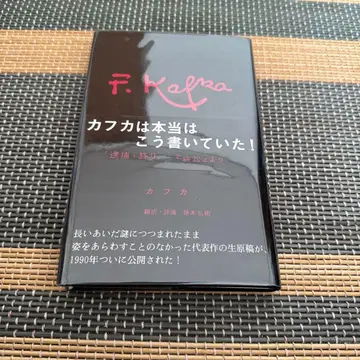 F. Kafka
カフカは本当は
こう書いていた!
カフカ
長いあいだ謎につつまれたまま
姿をあらわすことのなかった代表作の生原稿が、
1990年ついに公開された!